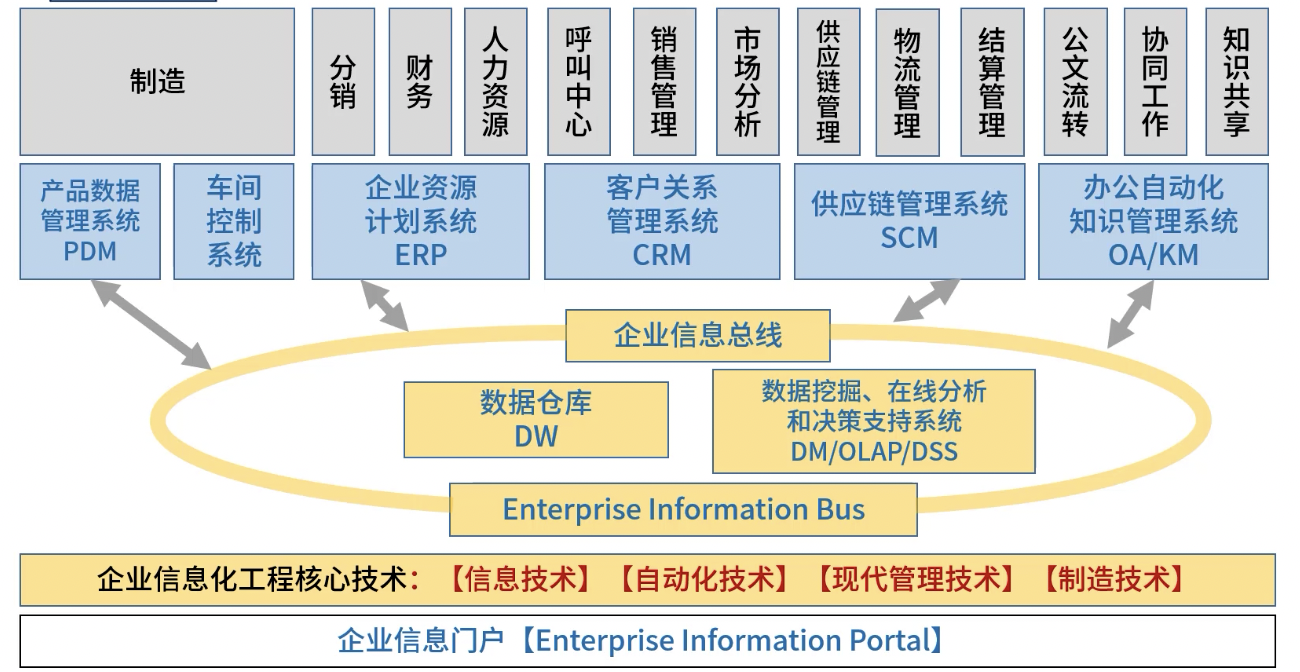 制造
分销
财务
人力资源
呼叫中心
销售管理
市场分析
供应链管理
物流管理
结算管理
公文流转
协同工作
知识共享
产品数据
管理系统
PDM
车间
控制
系统
企业资源
计划系统
ERP
客户关系
管理系统
CRM
供应链管理系统
SCM
办公自动化
知识管理系统
OA/KM
企业信息总线
数据仓库
DW
数据挖掘、在线分析
和决策支持系统
DM/OLAP/DSS
Enterprise Information Bus
企业信息化工程核心技术：【信息技术】【自动化技术】【现代管理技术】【制造技术】
企业信息门户【Enterprise Information Portal】